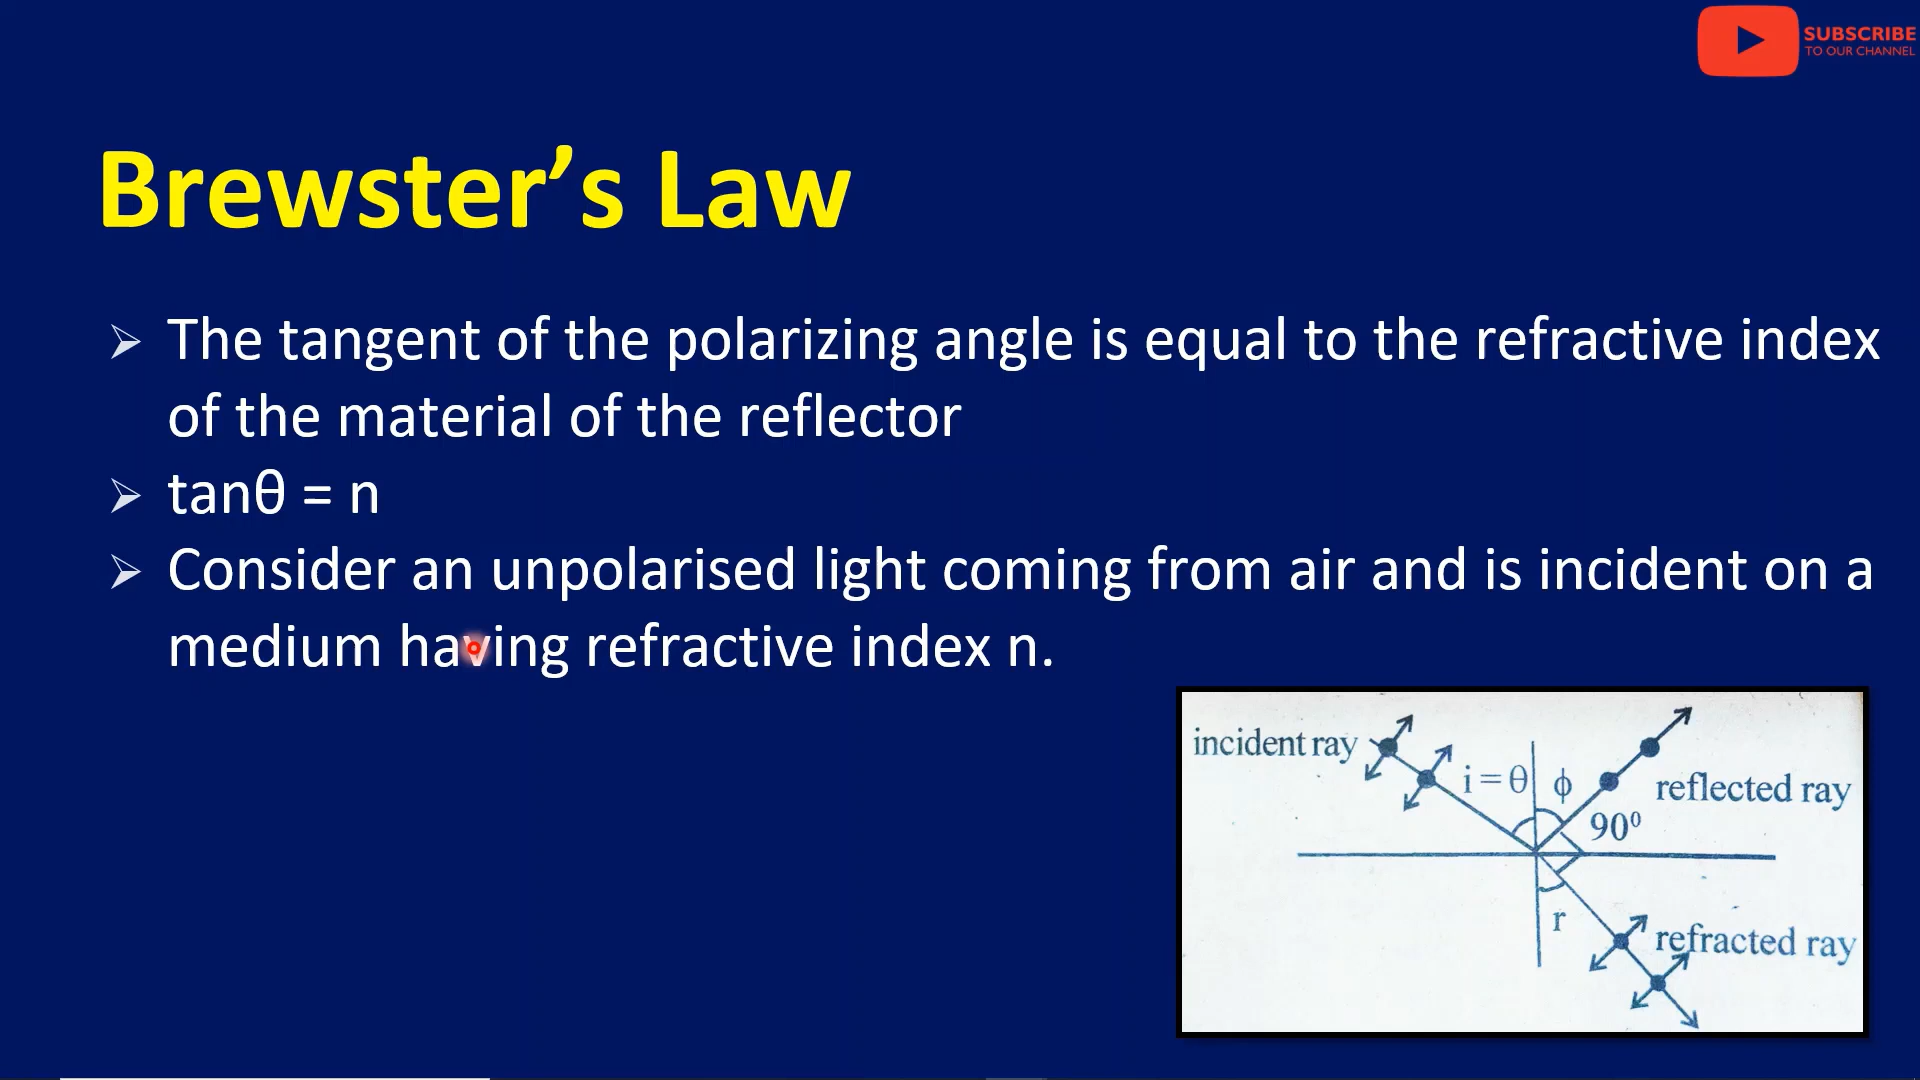 SUBSCRIBE
TO OUR CHANNEL
Brewster’s Law
➢ The tangent of the polarizing angle is equal to the refractive index
of the material of the reflector
➢ tanθ = n
➢ Consider an unpolarised light coming from air and is incident on a
medium having refractive index n.
incident ray
i = θ
ϕ
reflected ray
90⁰
r
refracted ray